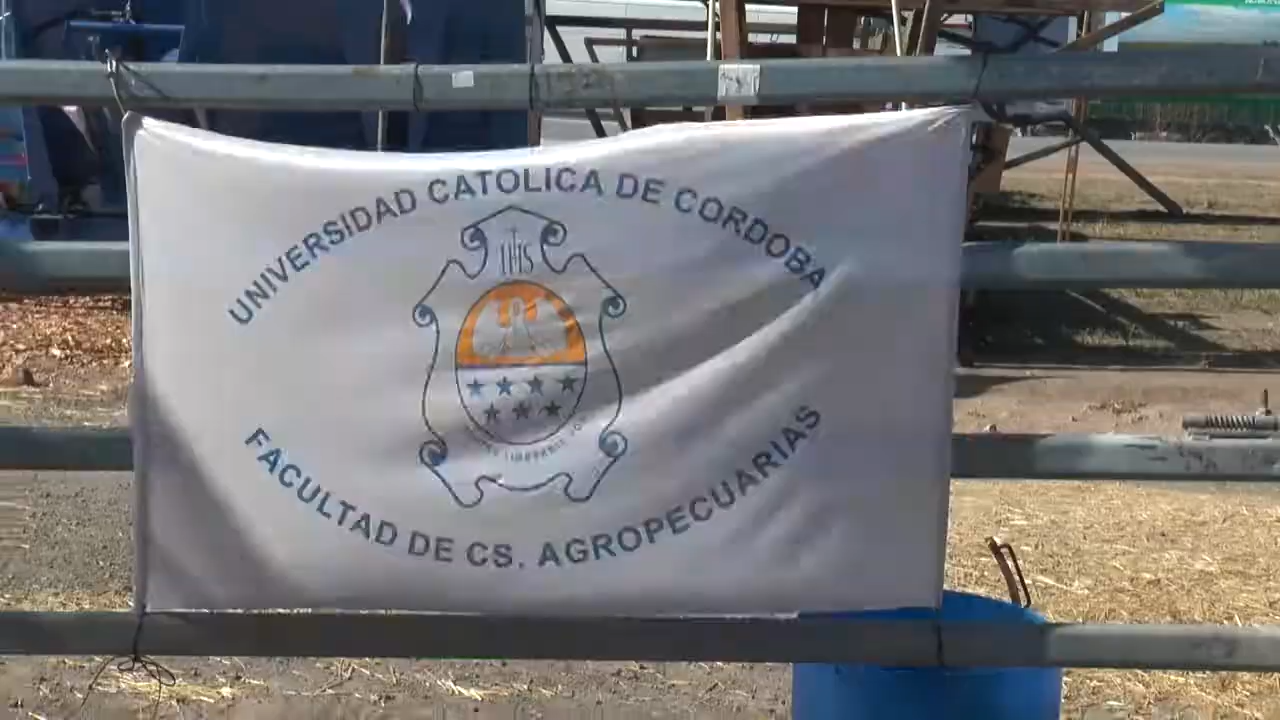 UNIVERSIDAD CATOLICA DE CORDOBA
IHS
FACULTAD DE CS. AGROPECUARIAS